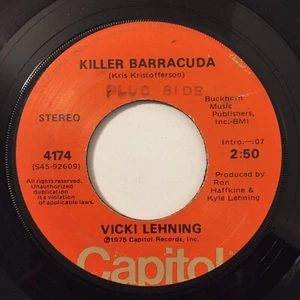 KILLER BARRACUDA
(Kris Kristofferson)
PLUG SIDE
STEREO
Buckhorn
Music
Publishers,
Inc.-BMI
4174
(S45-92609)
Intro.—:07
2:50
All rights reserved.
Unauthorized
duplication
is a violation
of applicable laws.
Produced by
Ron
Haffkine &
Kyle Lehning
VICKI LEHNING
℗1975 Capitol Records, Inc.
Capitol